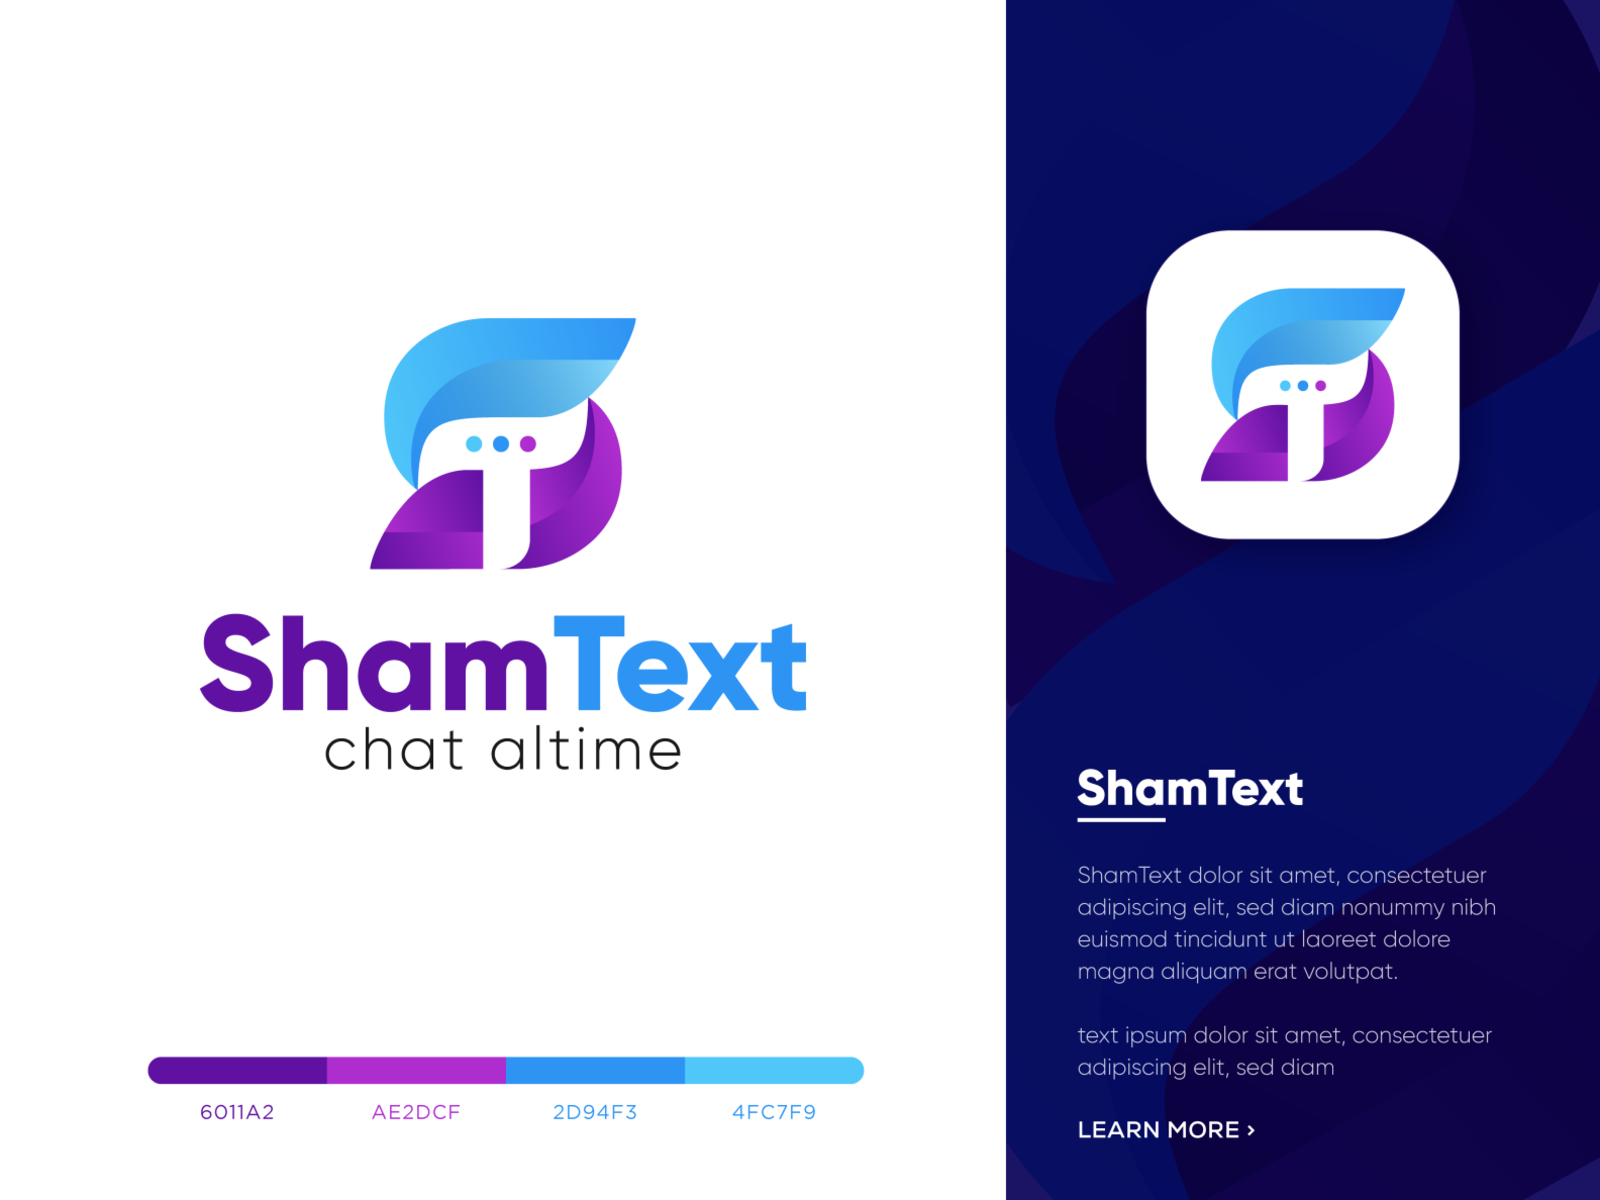 ShamText
chat altime
6011A2
AE2DCF
2D94F3
4FC7F9
ShamText
ShamText dolor sit amet, consectetuer
adipiscing elit, sed diam nonummy nibh
euismod tincidunt ut laoreet dolore
magna aliquam erat volutpat.
text ipsum dolor sit amet, consectetuer
adipiscing elit, sed diam
LEARN MORE ›